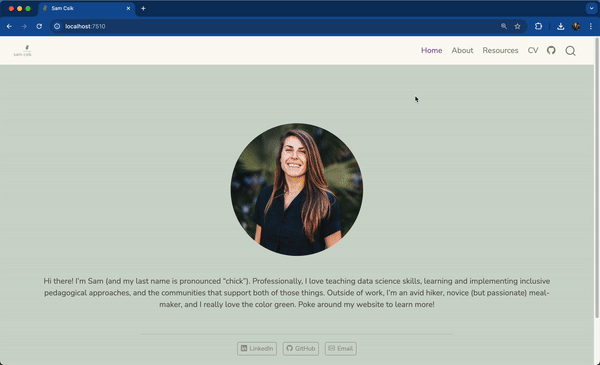 Sam Csik
localhost:7510
sam csik
Home About Resources CV
Hi there! I'm Sam (and my last name is pronounced "chick"). Professionally, I love teaching data science skills, learning and implementing inclusive
pedagogical approaches, and the communities that support both of those things. Outside of work, I'm an avid hiker, novice (but passionate) meal-
maker, and I really love the color green. Poke around my website to learn more!
LinkedIn GitHub Email